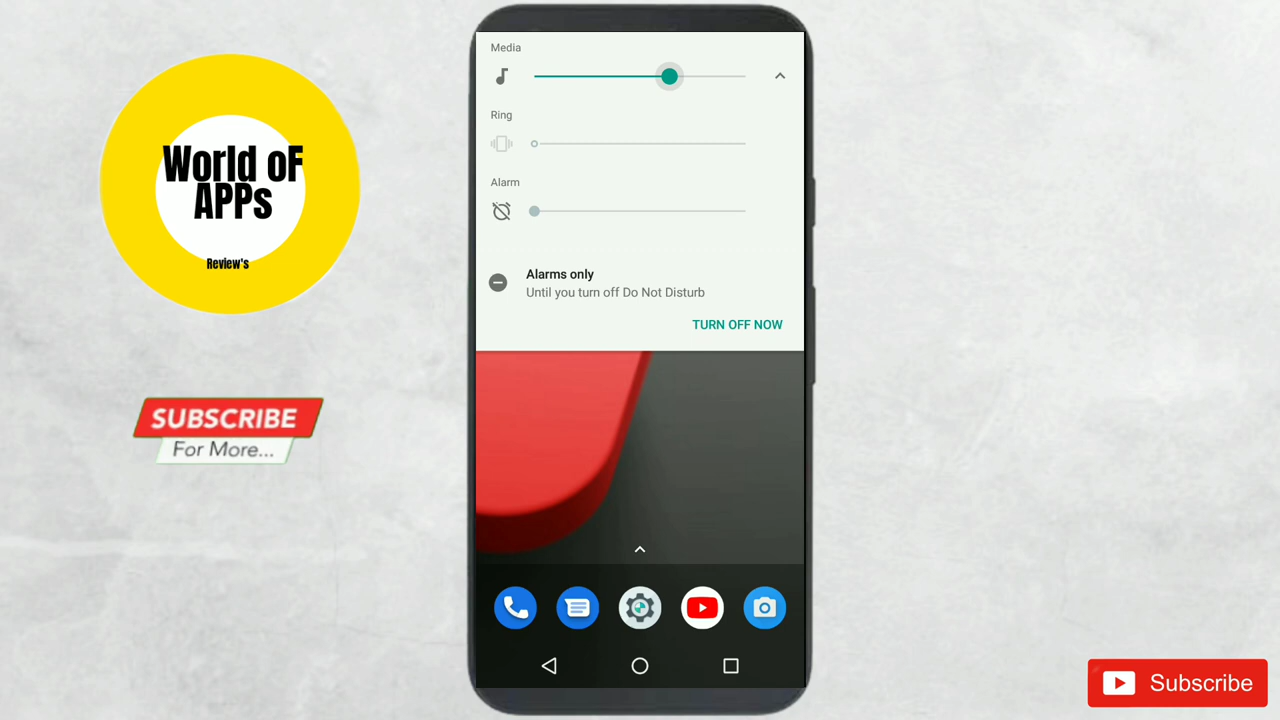 World oF
APPs
Review's
SUBSCRIBE
For More...
Media
Ring
Alarm
Alarms only
Until you turn off Do Not Disturb
TURN OFF NOW
Subscribe